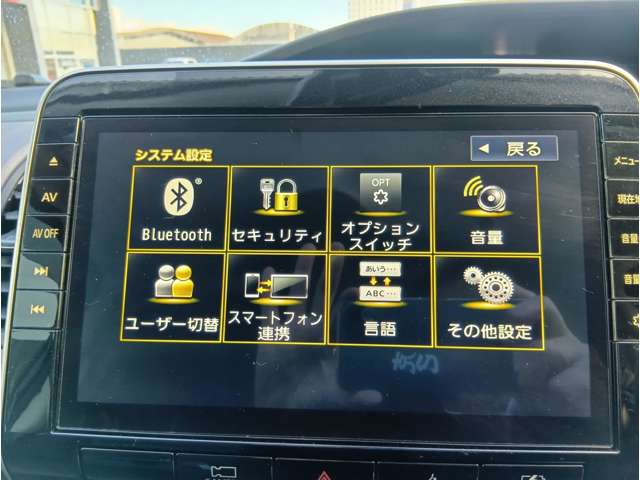 システム設定
戻る
Bluetooth®
セキュリティ
OPT
オプション
スイッチ
音量
ユーザー切替
スマートフォン
連携
あいう…
ABC…
言語
その他設定
AV
AV OFF
メニュー
現在地
音量
音量